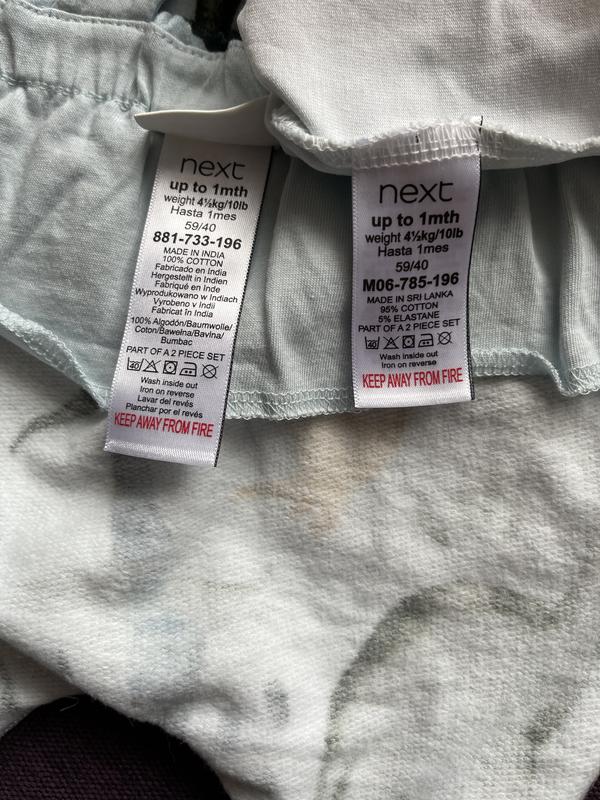 next
up to 1mth
weight 4½kg/10lb
Hasta 1mes
59/40
881-733-196
MADE IN INDIA
100% COTTON
Fabricado en India
Hergestellt in Indien
Fabriqué en Inde
Wyprodukowano w Indiach
Vyrobeno v Indii
Fabricat în India
100% Algodón/Baumwolle/
Coton/Bawełna/Bavlna/
Bumbac
PART OF A 2 PIECE SET
40
Wash inside out
Iron on reverse
Lavar del revés
Planchar por el revés
KEEP AWAY FROM FIRE
next
up to 1mth
weight 4½kg/10lb
Hasta 1mes
59/40
M06-785-196
MADE IN SRI LANKA
95% COTTON
5% ELASTANE
PART OF A 2 PIECE SET
40
Wash inside out
Iron on reverse
KEEP AWAY FROM FIRE